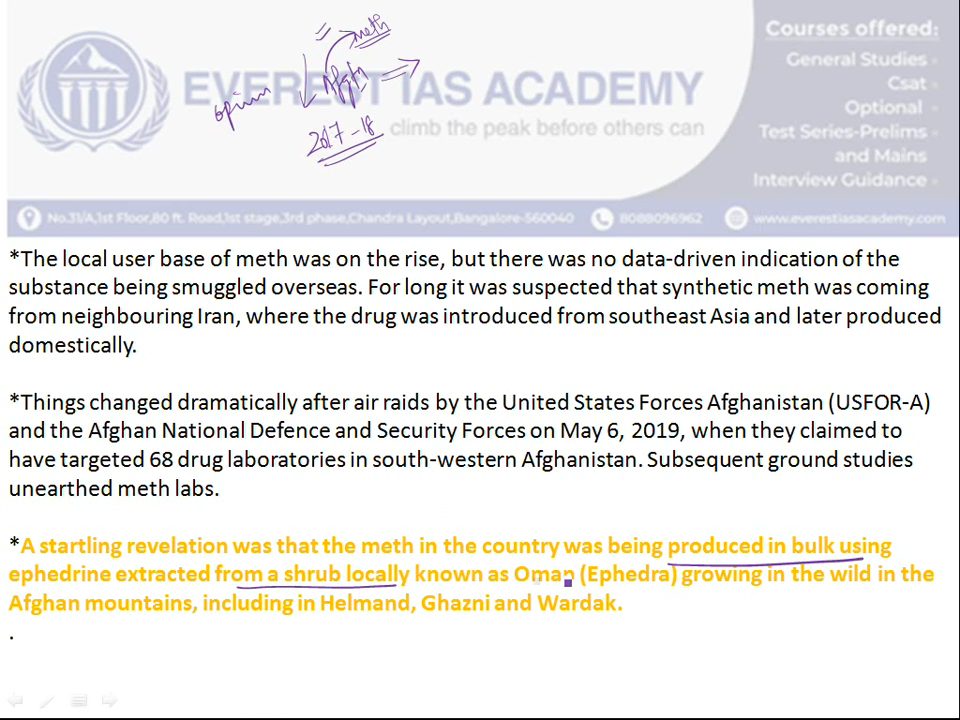 meth
Afgh
opium
2017-18
Courses offered:
General Studies
Csat
Optional
Test Series-Prelims
and Mains
Interview Guidance
EVEREST IAS ACADEMY
climb the peak before others can
No.31/A,1st Floor,80 ft. Road,1st stage,3rd phase,Chandra Layout,Bangalore-560040
8088096962
www.everestiasacademy.com
*The local user base of meth was on the rise, but there was no data-driven indication of the
substance being smuggled overseas. For long it was suspected that synthetic meth was coming
from neighbouring Iran, where the drug was introduced from southeast Asia and later produced
domestically.
*Things changed dramatically after air raids by the United States Forces Afghanistan (USFOR-A)
and the Afghan National Defence and Security Forces on May 6, 2019, when they claimed to
have targeted 68 drug laboratories in south-western Afghanistan. Subsequent ground studies
unearthed meth labs.
*A startling revelation was that the meth in the country was being produced in bulk using
ephedrine extracted from a shrub locally known as Oman (Ephedra) growing in the wild in the
Afghan mountains, including in Helmand, Ghazni and Wardak.
.